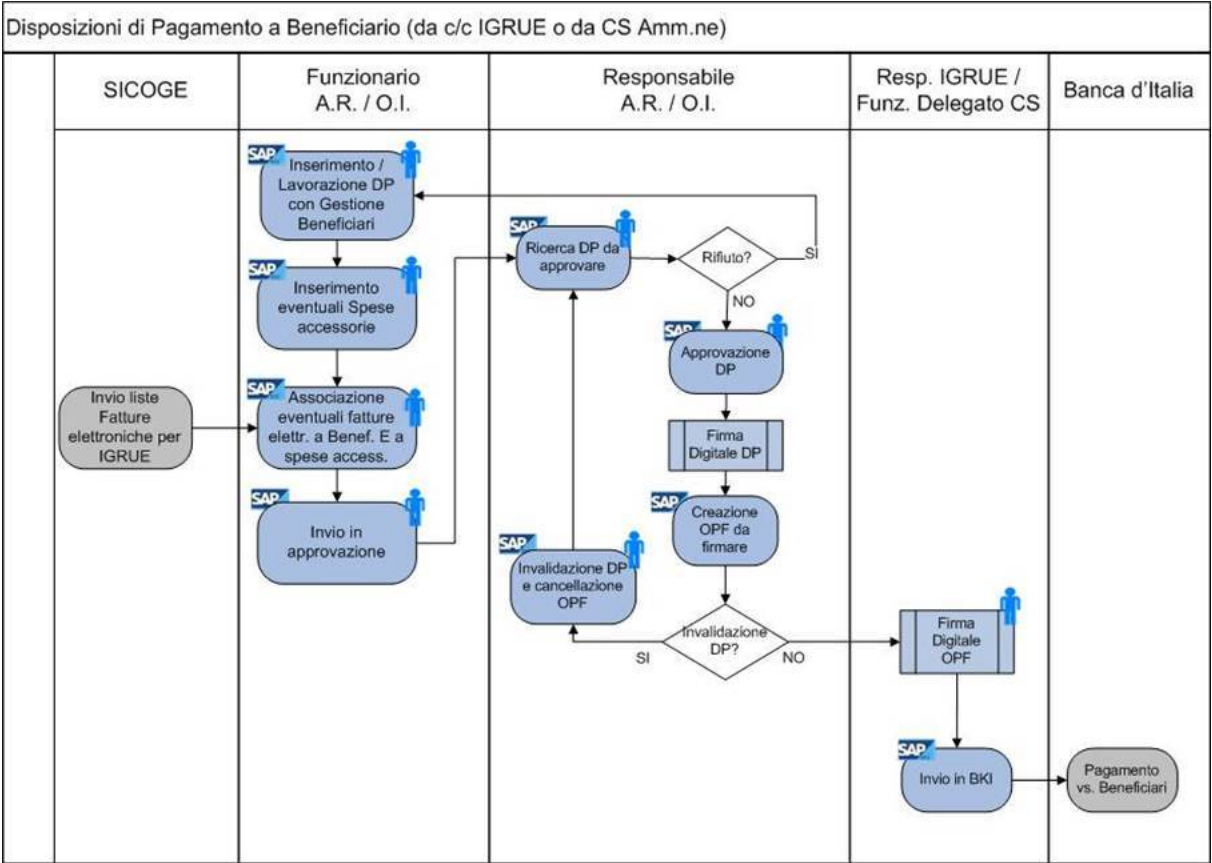 Disposizioni di Pagamento a Beneficiario (da c/c IGRUE o da CS Amm.ne)
SICOGE
Funzionario
A.R. / O.I.
Responsabile
A.R. / O.I.
Resp. IGRUE /
Funz. Delegato CS
Banca d'Italia
SAP
Inserimento /
Lavorazione DP
con Gestione
Beneficiari
SAP
Inserimento
eventuali Spese
accessorie
Invio liste
Fatture
elettroniche per
IGRUE
SAP
Associazione
eventuali fatture
elettr. a Benef. E a
spese access.
SAP
Invio in
approvazione
SAP
Ricerca DP da
approvare
Rifiuto?
SI
NO
SAP
Approvazione
DP
Firma
Digitale DP
SAP
Creazione
OPF da
firmare
SAP
Invalidazione DP
e cancellazione
OPF
Invalidazione
DP?
SI
NO
Firma
Digitale
OPF
SAP
Invio in BKI
Pagamento
vs. Beneficiari